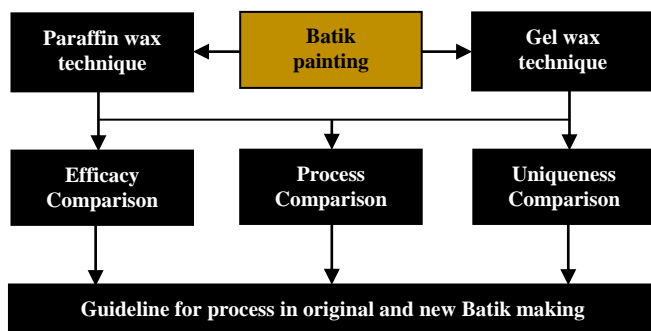 Paraffin wax
technique
Batik
painting
Gel wax
technique
Efficacy
Comparison
Process
Comparison
Uniqueness
Comparison
Guideline for process in original and new Batik making